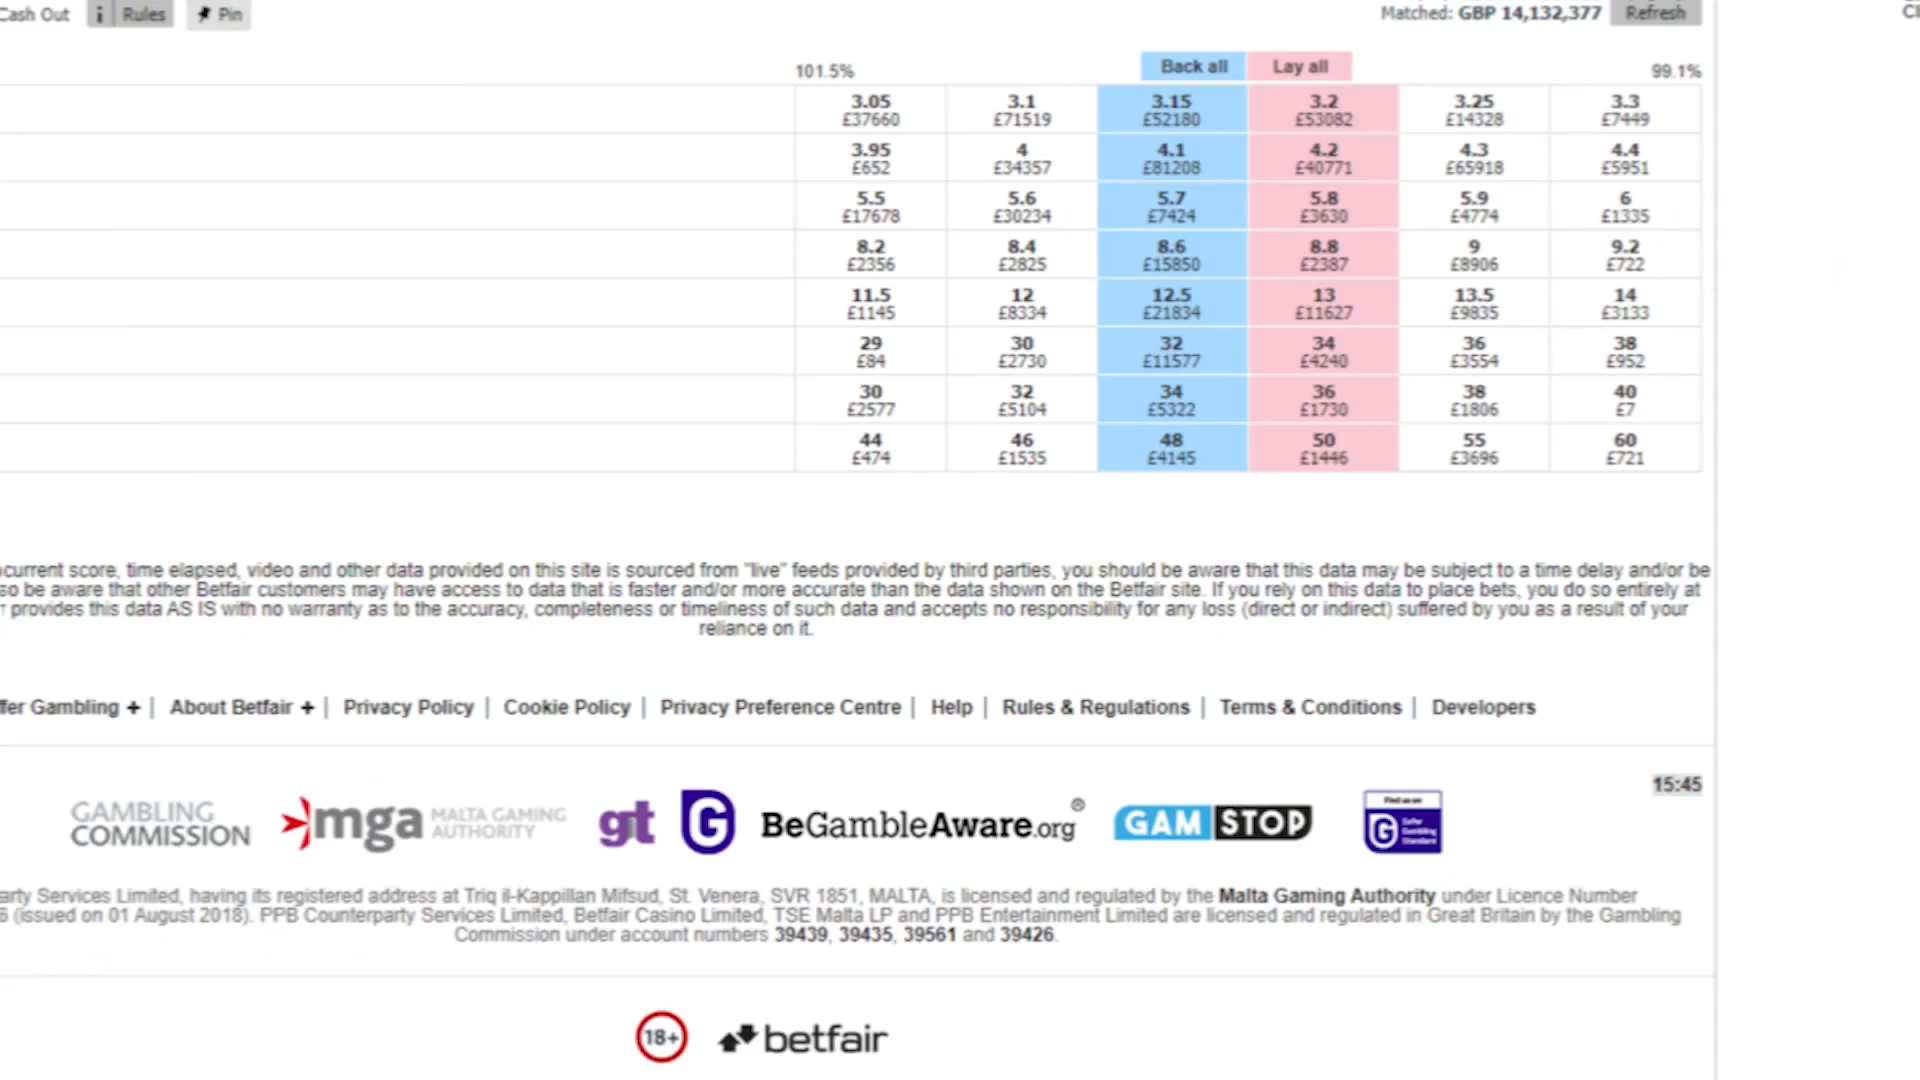 Cash Out i Rules Pin Matched: GBP 14,132,377 Refresh
101.5% Back all Lay all 99.1%
3.05 3.1 3.15 3.2 3.25 3.3
£37660 £71519 £52180 £53082 £14328 £7449
3.95 4 4.1 4.2 4.3 4.4
£652 £34357 £81208 £40771 £65918 £5951
5.5 5.6 5.7 5.8 5.9 6
£17678 £30234 £7424 £3630 £4774 £1335
8.2 8.4 8.6 8.8 9 9.2
£2356 £2825 £15850 £2387 £8906 £722
11.5 12 12.5 13 13.5 14
£1145 £8334 £21834 £11627 £9835 £3133
29 30 32 34 36 38
£84 £2730 £11577 £4240 £3554 £952
30 32 34 36 38 40
£2577 £5104 £5322 £1730 £1806 £7
44 46 48 50 55 60
£474 £1535 £4145 £1446 £3696 £721
current score, time elapsed, video and other data provided on this site is sourced from "live" feeds provided by third parties, you should be aware that this data may be subject to a time delay and/or be
so be aware that other Betfair customers may have access to data that is faster and/or more accurate than the data shown on the Betfair site. If you rely on this data to place bets, you do so entirely at
r provides this data AS IS with no warranty as to the accuracy, completeness or timeliness of such data and accepts no responsibility for any loss (direct or indirect) suffered by you as a result of your
reliance on it.
fer Gambling + | About Betfair + | Privacy Policy | Cookie Policy | Privacy Preference Centre | Help | Rules & Regulations | Terms & Conditions | Developers
15:45
GAMBLING COMMISSION mga MALTA GAMING AUTHORITY gt G BeGambleAware.org® GAMSTOP G Safer Gambling Standard
arty Services Limited, having its registered address at Triq il-Kappillan Mifsud, St. Venera, SVR 1851, MALTA, is licensed and regulated by the Malta Gaming Authority under Licence Number
6 (issued on 01 August 2018). PPB Counterparty Services Limited, Betfair Casino Limited, TSE Malta LP and PPB Entertainment Limited are licensed and regulated in Great Britain by the Gambling
Commission under account numbers 39439, 39435, 39561 and 39426.
18+ betfair